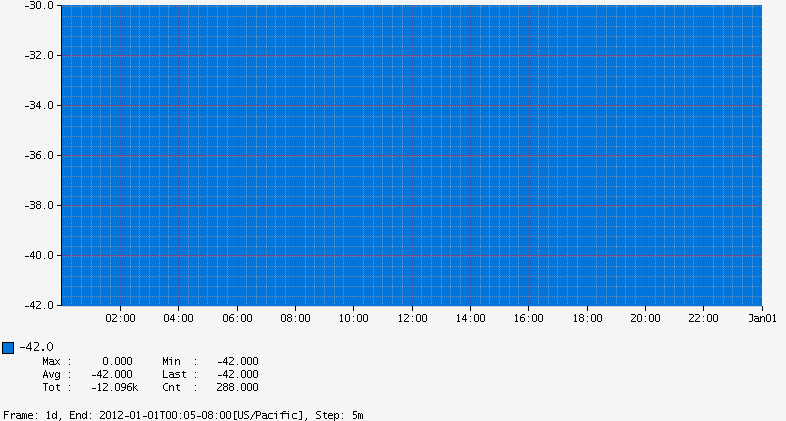 -30.0
-32.0
-34.0
-36.0
-38.0
-40.0
-42.0
02:00 04:00 06:00 08:00 10:00 12:00 14:00 16:00 18:00 20:00 22:00 Jan01
-42.0
Max : 0.000 Min : -42.000
Avg : -42.000 Last : -42.000
Tot : -12.096k Cnt : 288.000
Frame: 1d, End: 2012-01-01T00:05-08:00[US/Pacific], Step: 5m